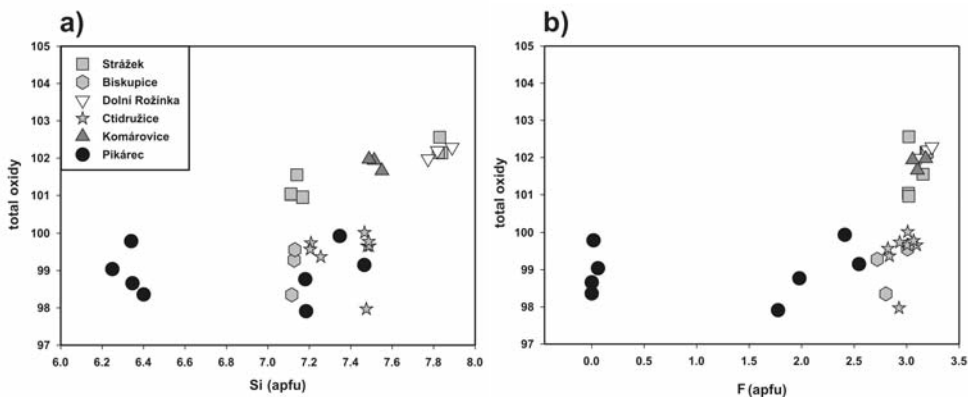 a)
total oxidy
105
104
103
102
101
100
99
98
97
Strážek
Biskupice
Dolní Rožínka
Ctidružice
Komárovice
Pikárec
6.0 6.2 6.4 6.6 6.8 7.0 7.2 7.4 7.6 7.8 8.0
Si (apfu)
b)
total oxidy
105
104
103
102
101
100
99
98
97
0.0 0.5 1.0 1.5 2.0 2.5 3.0 3.5
F (apfu)